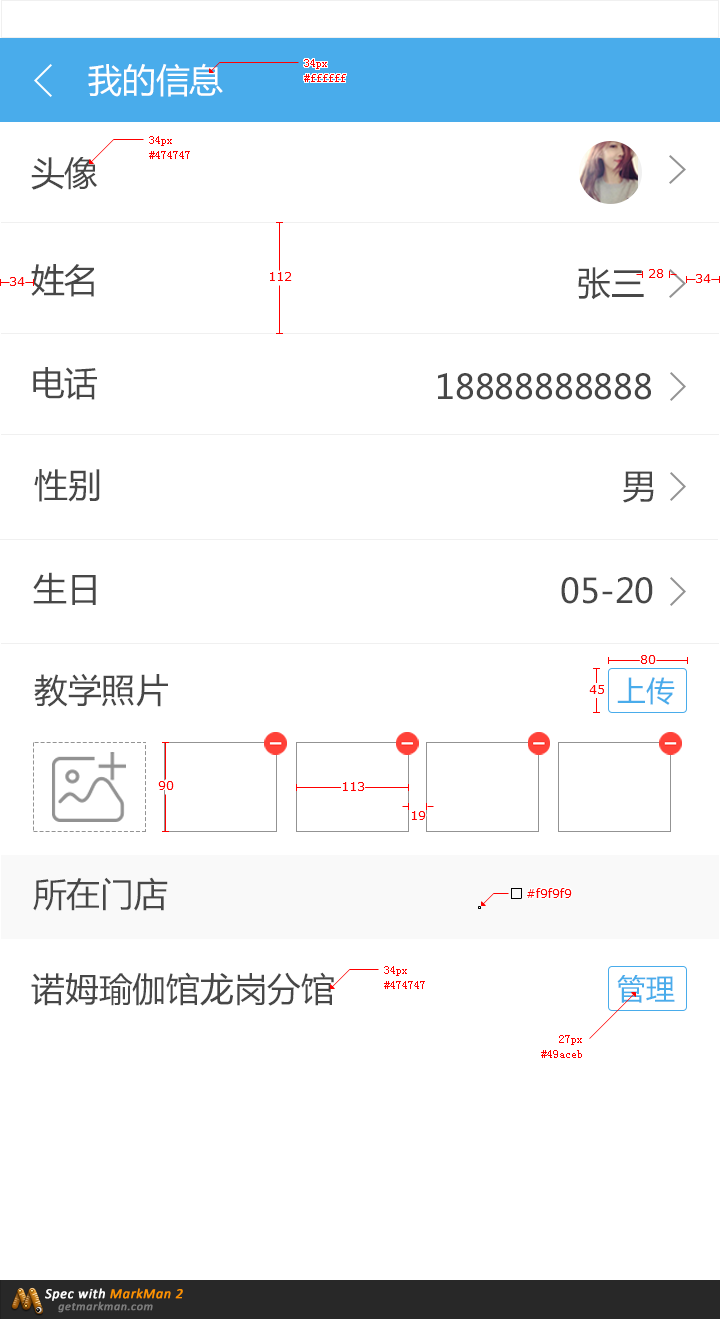 我的信息
34px
#ffffff
头像
34px
#474747
34
姓名
112
张三
28
34
电话
18888888888
性别
男
生日
05-20
教学照片
80
45
上传
90
113
19
所在门店
#f9f9f9
诺姆瑜伽馆龙岗分馆
34px
#474747
管理
27px
#49aceb
Spec with MarkMan 2
getmarkman.com